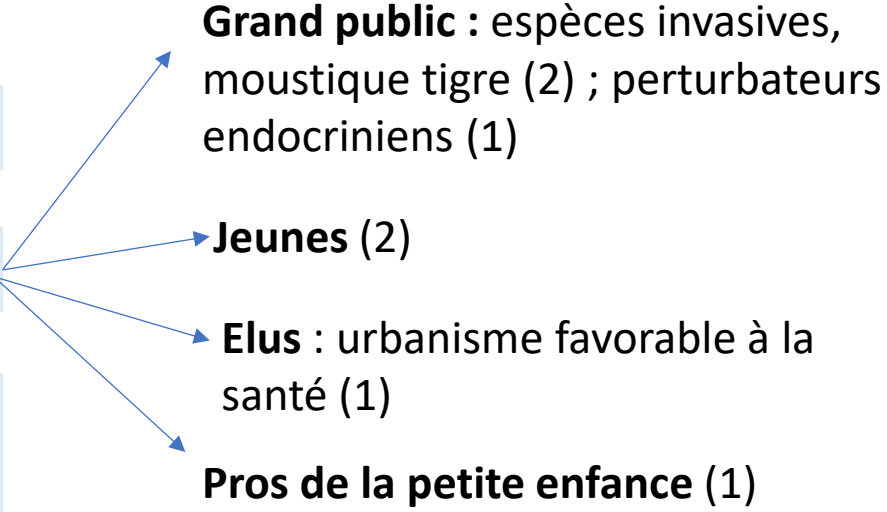 Grand public : espèces invasives,
moustique tigre (2) ; perturbateurs
endocriniens (1)
Jeunes (2)
Elus : urbanisme favorable à la
santé (1)
Pros de la petite enfance (1)